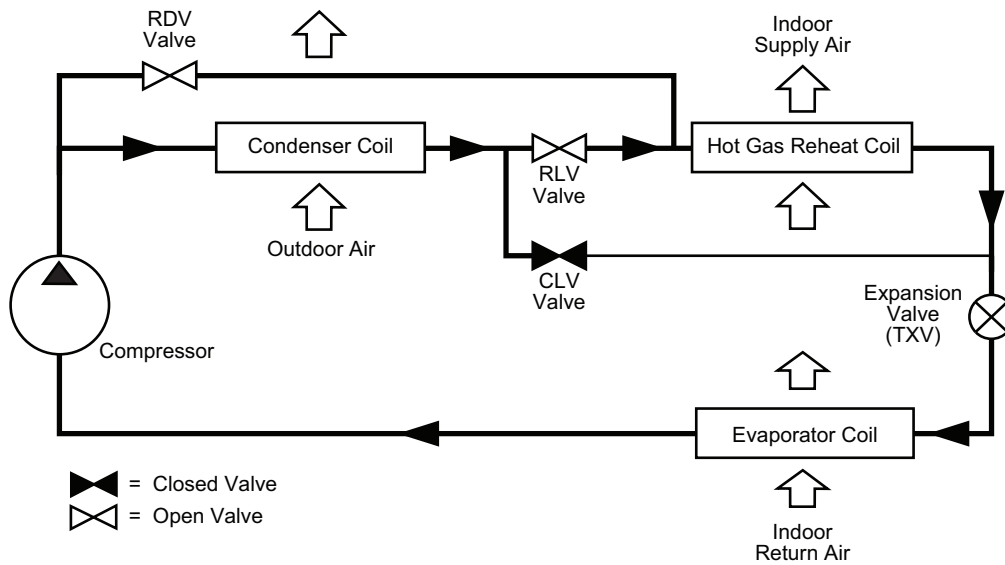 RDV
Valve
Indoor
Supply Air
Condenser Coil
RLV
Valve
Hot Gas Reheat Coil
Outdoor Air
CLV
Valve
Expansion
Valve
(TXV)
Compressor
Evaporator Coil
= Closed Valve
= Open Valve
Indoor
Return Air